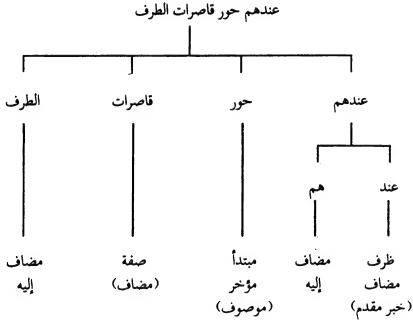 عندهم حور قاصرات الطرف
عندهم حور قاصرات الطرف
عند هم
ظرف مضاف مبتدأ صفة مضاف
مضاف إليه مؤخر (مضاف) إليه
(خبر مقدم) (موصوف)